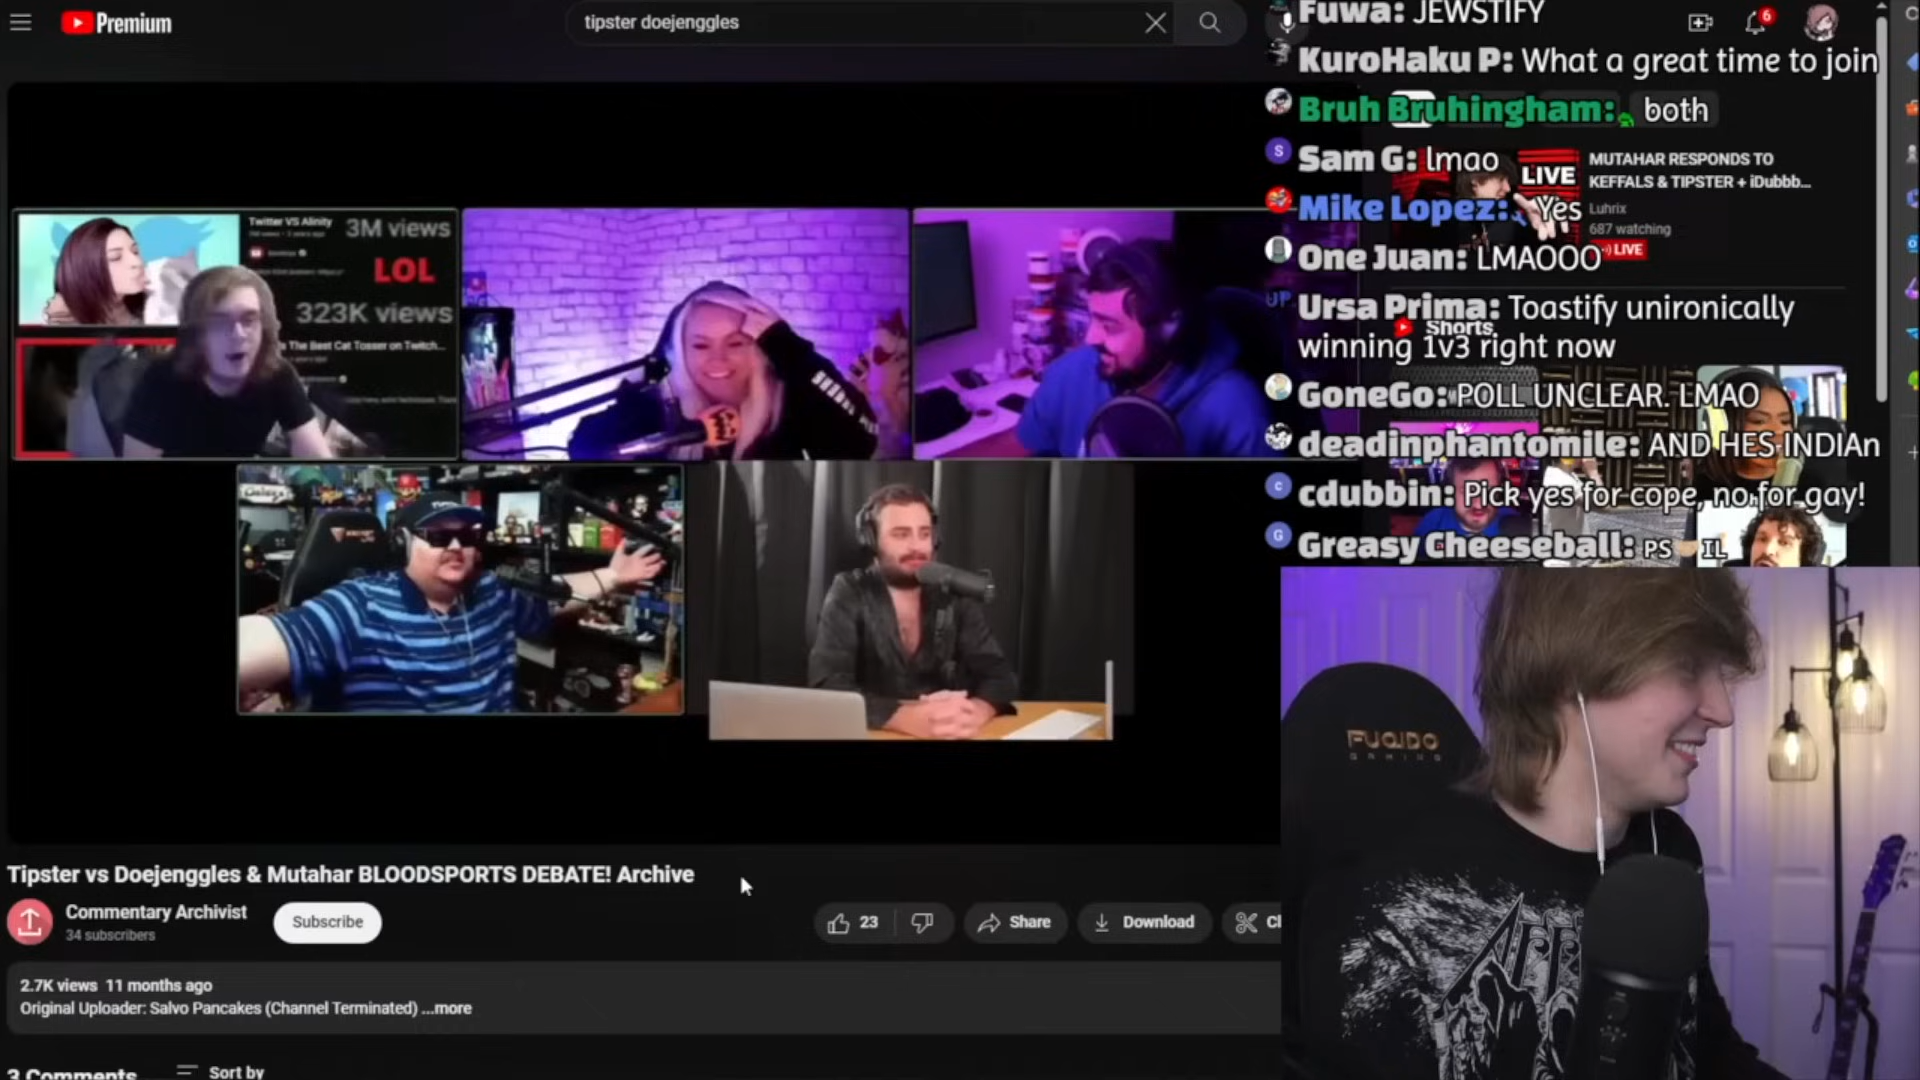 Premium
tipster doejenggles
6
Fuwa: JEWSTIFY
KuroHaku P: What a great time to join
Bruh Bruhingham: both
Sam G: lmao
Mike Lopez: Yes
One Juan: LMAOOO
Ursa Prima: Toastify unironically
winning 1v3 right now
GoneGo: POLL UNCLEAR. LMAO
deadinphantomile: AND HES INDIAn
cdubbin: Pick yes for cope, no for gay!
Greasy Cheeseball: PS IL
LIVE
MUTAHAR RESPONDS TO
KEFFALS & TIPSTER + iDubbb...
Luhrix
687 watching
LIVE
Shorts
Twitter VS Alinity
3M views
LOL
323K views
The Best Cat Tosser on Twitch...
FUQIDO
GAMING
Tipster vs Doejenggles & Mutahar BLOODSPORTS DEBATE! Archive
Commentary Archivist
34 subscribers
Subscribe
23
Share
Download
2.7K views 11 months ago
Original Uploader: Salvo Pancakes (Channel Terminated) ...more
3 Comments
Sort by